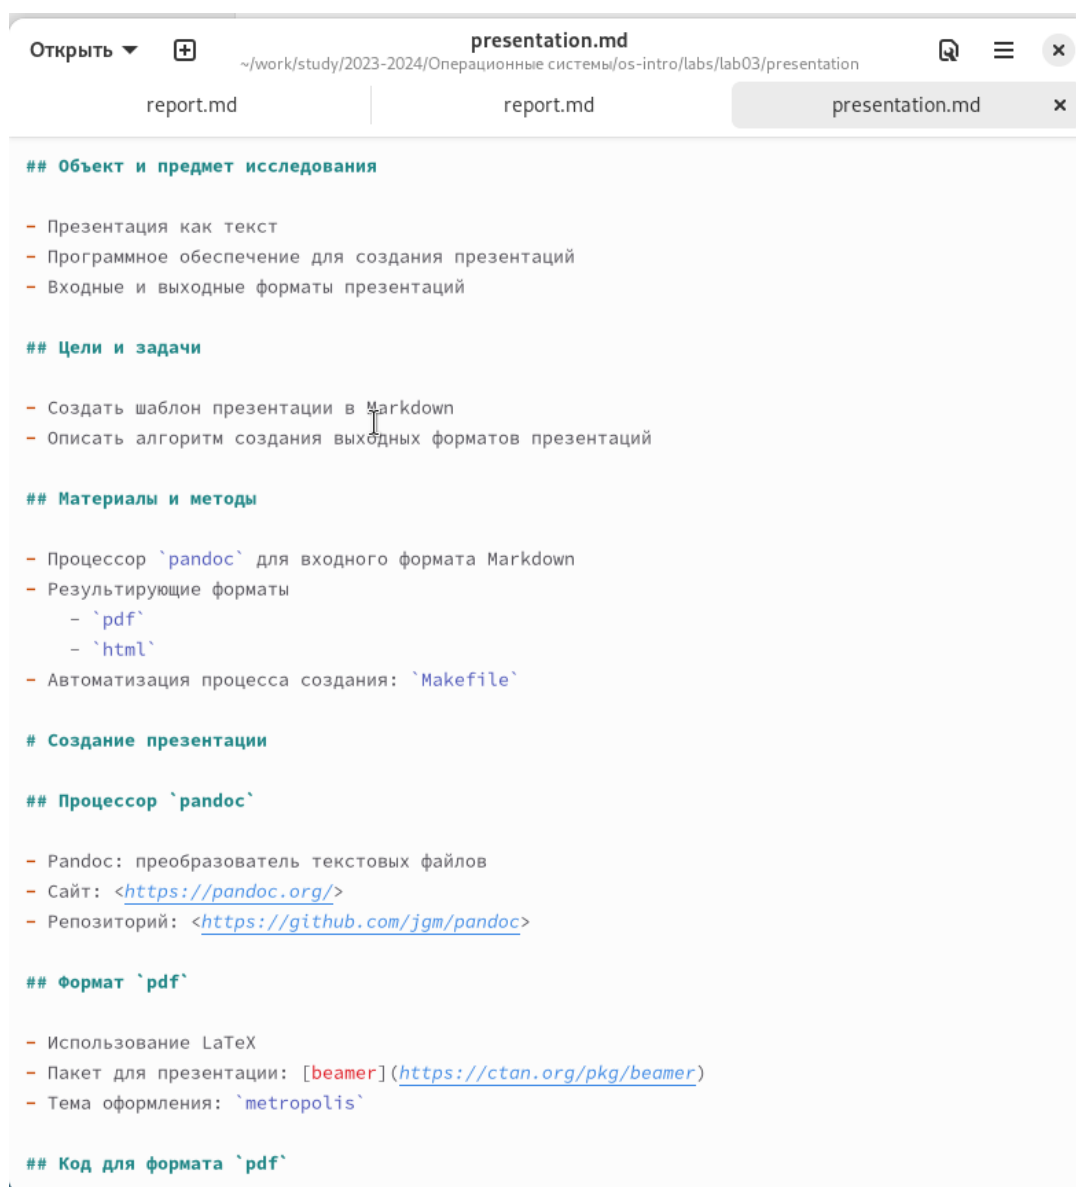 Открыть
presentation.md
~/work/study/2023-2024/Операционные системы/os-intro/labs/lab03/presentation
report.md
report.md
presentation.md
## Объект и предмет исследования
- Презентация как текст
- Программное обеспечение для создания презентаций
- Входные и выходные форматы презентаций
## Цели и задачи
- Создать шаблон презентации в Markdown
- Описать алгоритм создания выходных форматов презентаций
## Материалы и методы
- Процессор `pandoc` для входного формата Markdown
- Результирующие форматы
- `pdf`
- `html`
- Автоматизация процесса создания: `Makefile`
# Создание презентации
## Процессор `pandoc`
- Pandoc: преобразователь текстовых файлов
- Сайт: <https://pandoc.org/>
- Репозиторий: <https://github.com/jgm/pandoc>
## Формат `pdf`
- Использование LaTeX
- Пакет для презентации: [beamer](https://ctan.org/pkg/beamer)
- Тема оформления: `metropolis`
## Код для формата `pdf`